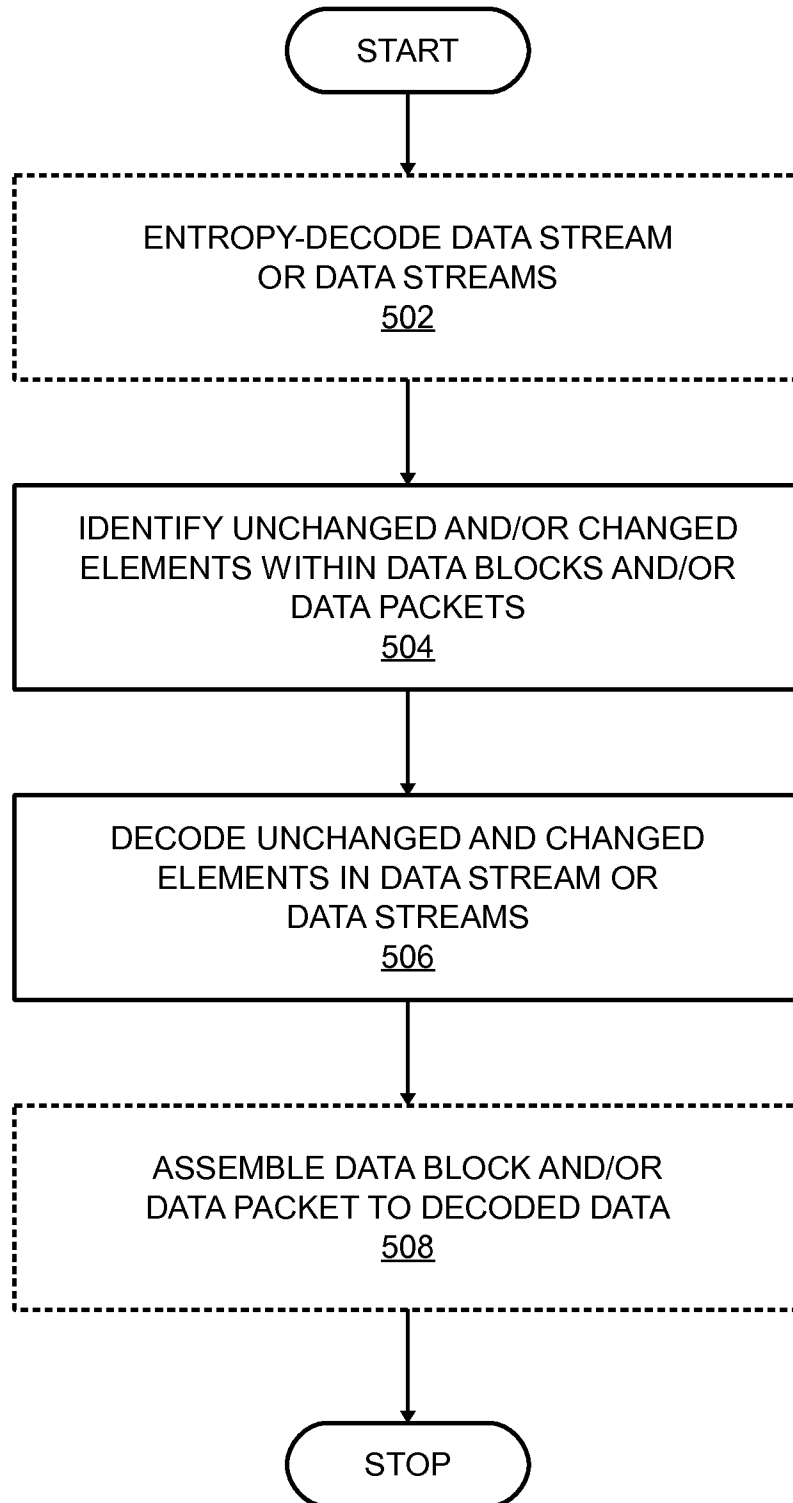 START
ENTROPY-DECODE DATA STREAM
OR DATA STREAMS
502
IDENTIFY UNCHANGED AND/OR CHANGED
ELEMENTS WITHIN DATA BLOCKS AND/OR
DATA PACKETS
504
DECODE UNCHANGED AND CHANGED
ELEMENTS IN DATA STREAM OR
DATA STREAMS
506
ASSEMBLE DATA BLOCK AND/OR
DATA PACKET TO DECODED DATA
508
STOP